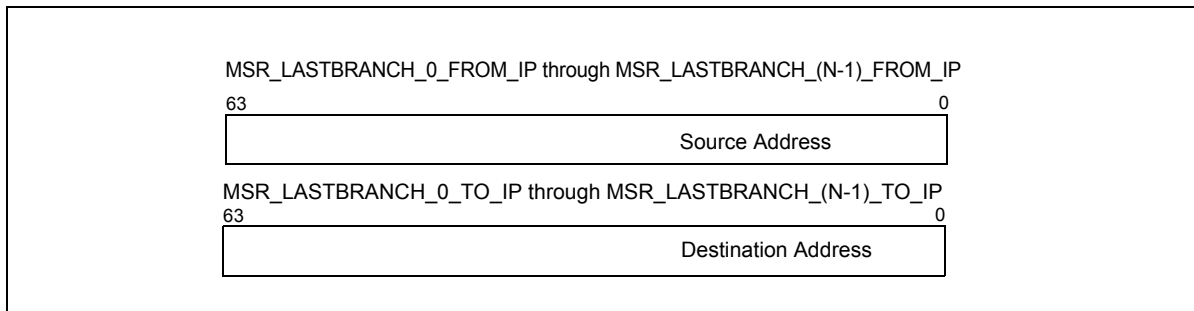 MSR_LASTBRANCH_0_FROM_IP through MSR_LASTBRANCH_(N-1)_FROM_IP
63 0
Source Address
MSR_LASTBRANCH_0_TO_IP through MSR_LASTBRANCH_(N-1)_TO_IP
63 0
Destination Address